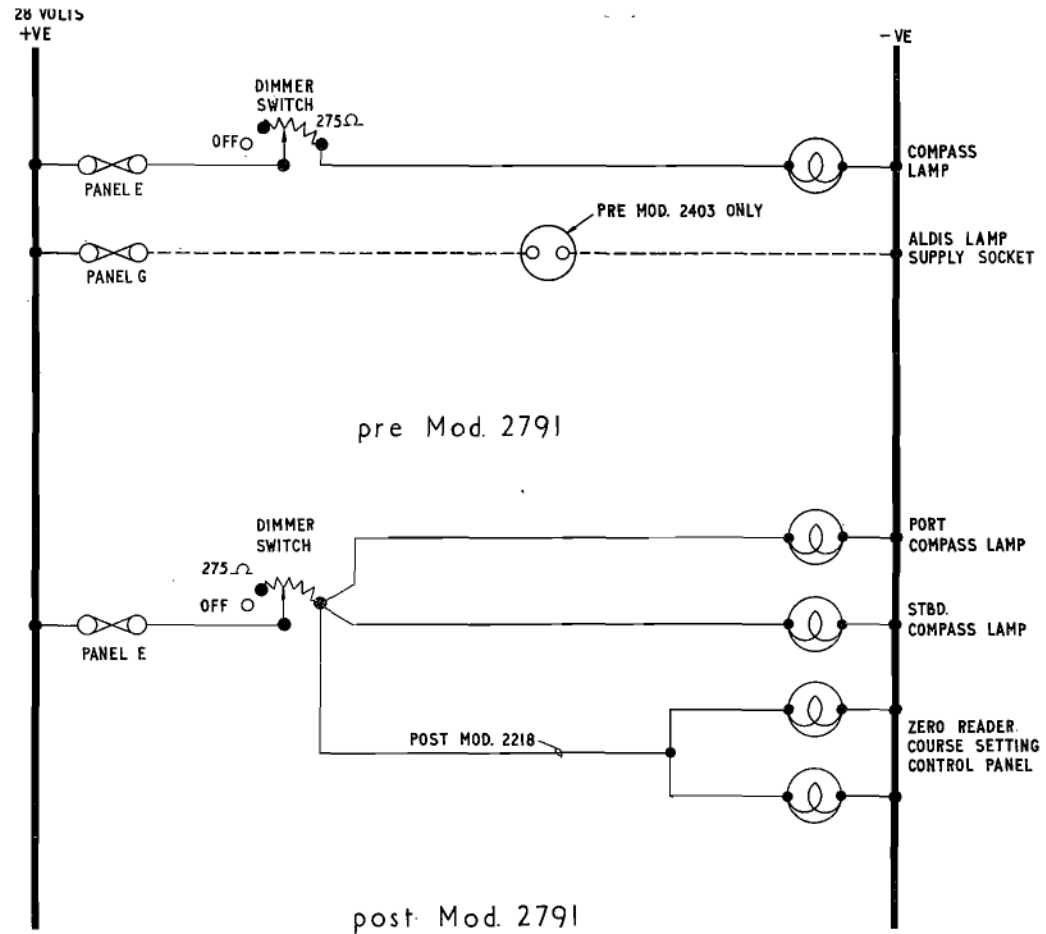 28 VOLTS
+VE
-VE
DIMMER
SWITCH
275Ω
OFF
PANEL E
COMPASS
LAMP
PRE MOD. 2403 ONLY
PANEL G
ALDIS LAMP
SUPPLY SOCKET
pre Mod. 2791
DIMMER
SWITCH
275Ω
OFF
PANEL E
PORT
COMPASS LAMP
STBD.
COMPASS LAMP
POST MOD. 2218
ZERO READER
COURSE SETTING
CONTROL PANEL
post Mod. 2791